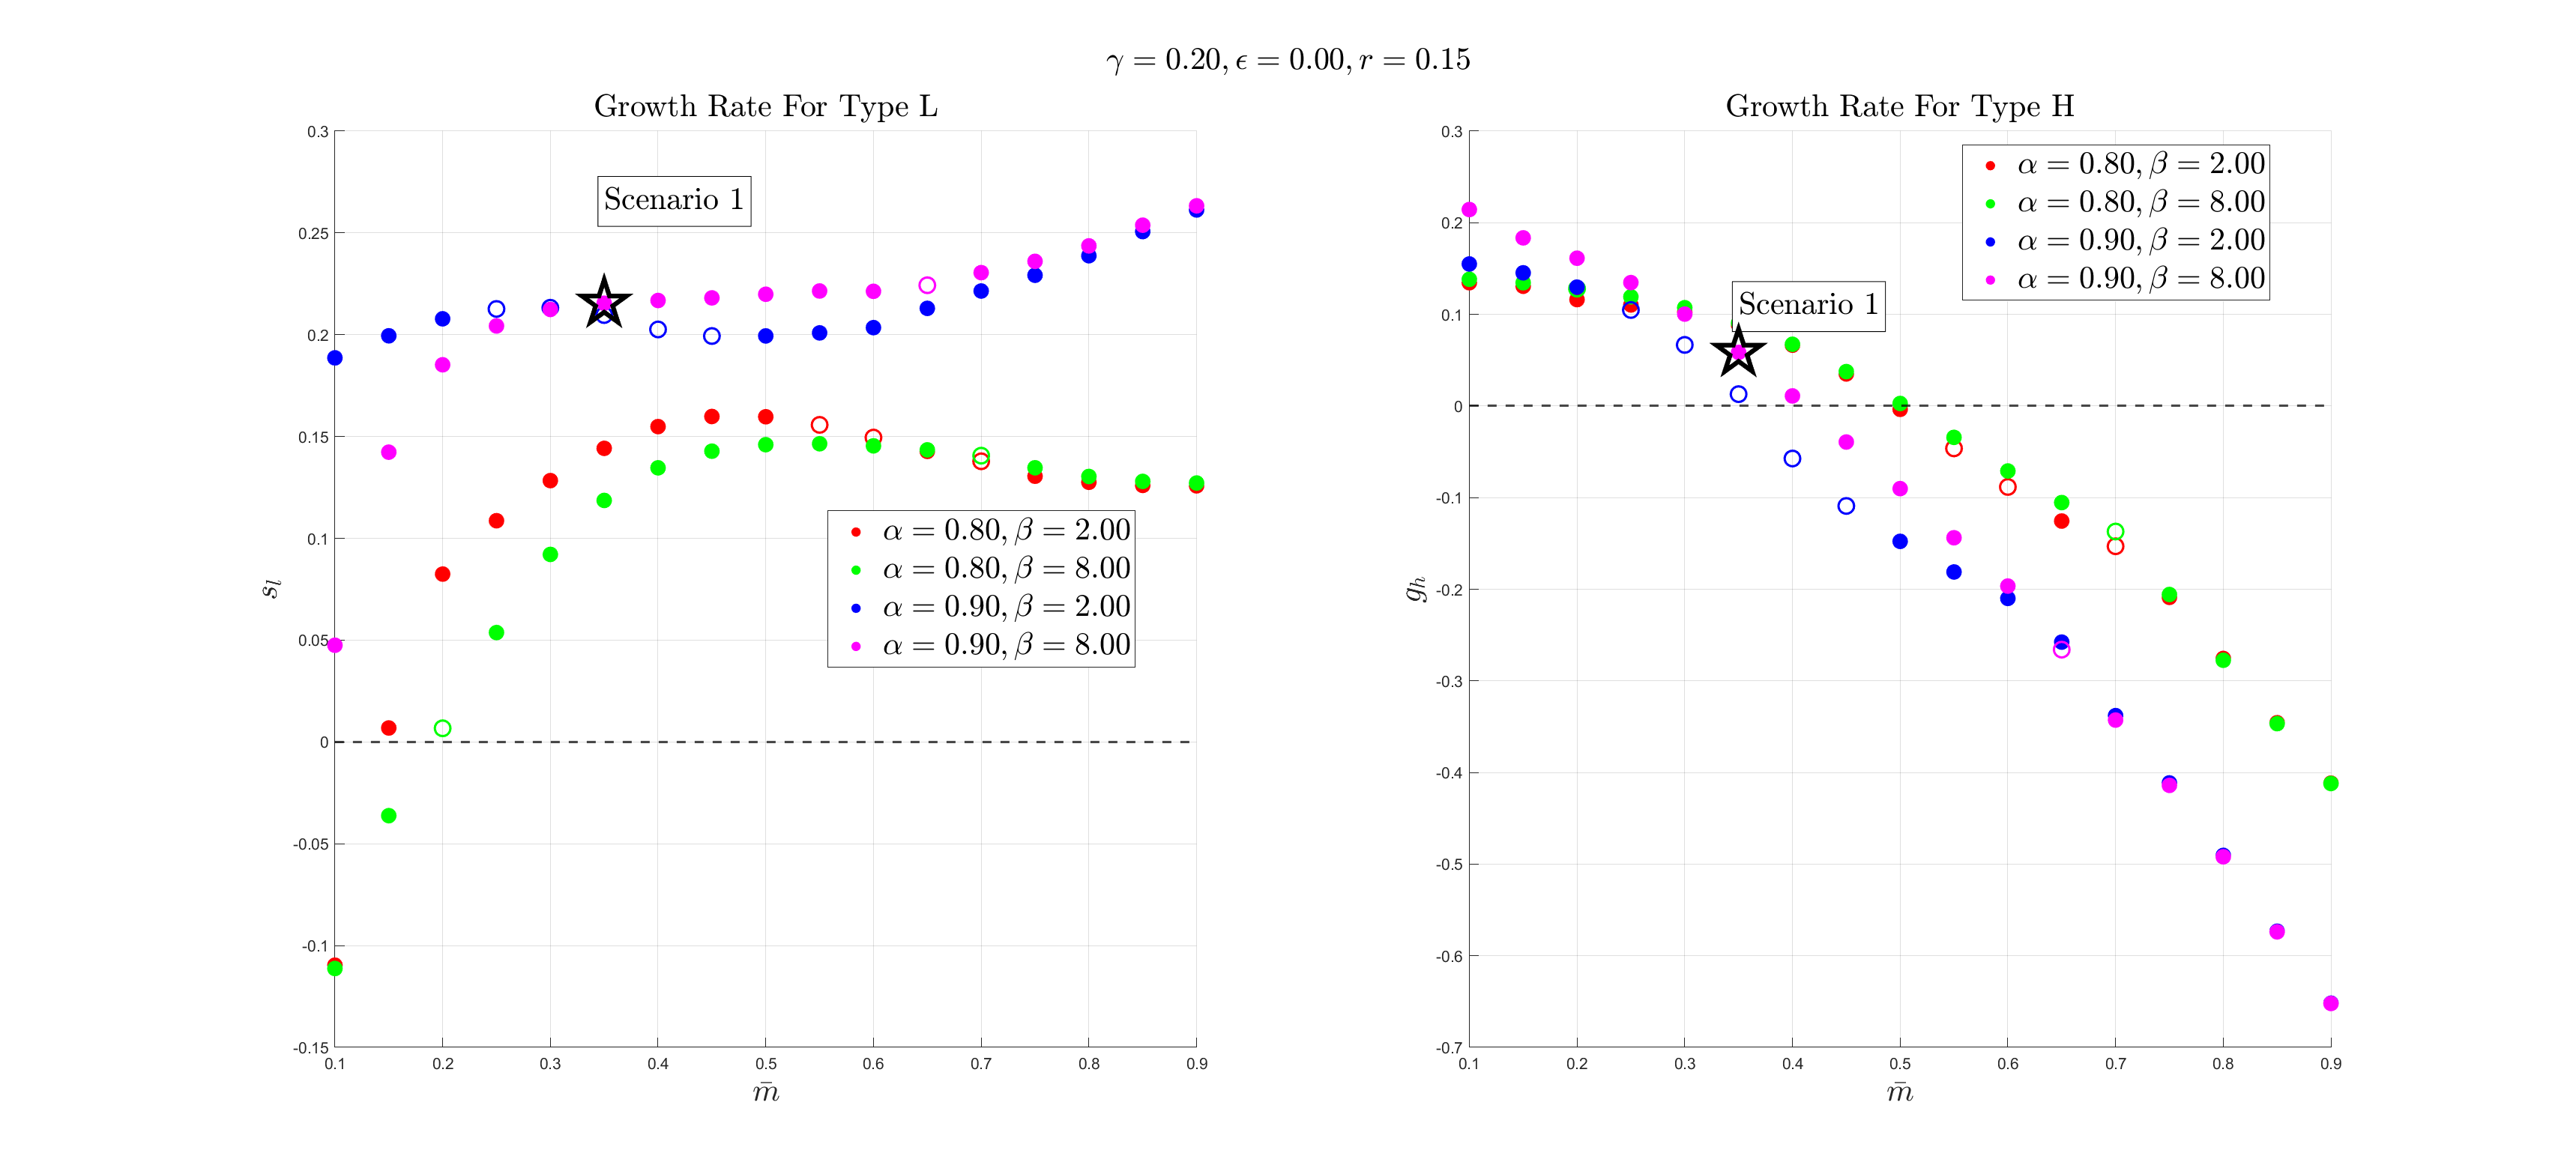 γ = 0.20, ϵ = 0.00, r = 0.15
Growth Rate For Type L
0.3
0.25
0.2
0.15
0.1
0.05
0
-0.05
-0.1
-0.15
s_l
Scenario 1
α = 0.80, β = 2.00
α = 0.80, β = 8.00
α = 0.90, β = 2.00
α = 0.90, β = 8.00
0.1 0.2 0.3 0.4 0.5 0.6 0.7 0.8 0.9
m̄
Growth Rate For Type H
0.3
0.2
0.1
0
-0.1
-0.2
-0.3
-0.4
-0.5
-0.6
-0.7
g_h
α = 0.80, β = 2.00
α = 0.80, β = 8.00
α = 0.90, β = 2.00
α = 0.90, β = 8.00
Scenario 1
0.1 0.2 0.3 0.4 0.5 0.6 0.7 0.8 0.9
m̄